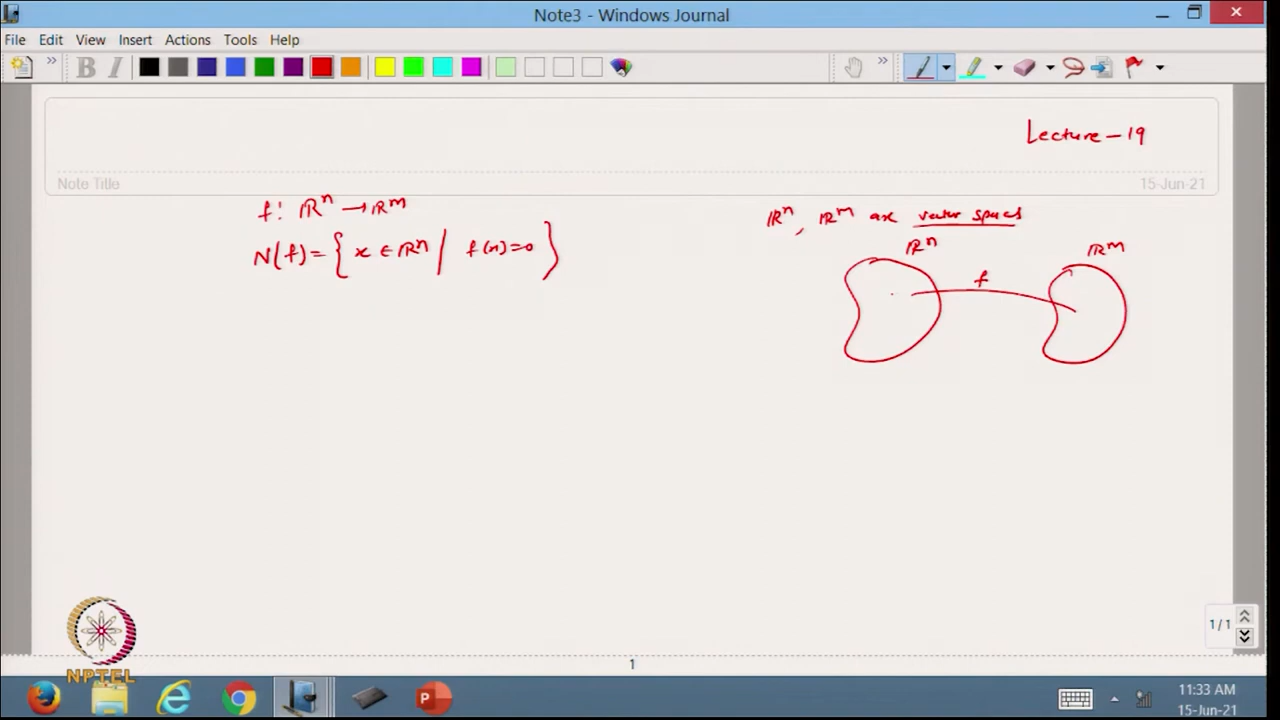 Note3 - Windows Journal
File Edit View Insert Actions Tools Help
B I
Lecture-19
Note Title
15-Jun-21
f: ℝⁿ → ℝᵐ
ℝⁿ, ℝᵐ are vector spaces
N(f) = { x ∈ ℝⁿ | f(x)=0 }
ℝⁿ
ℝᵐ
f
1 / 1
NPTEL
1
11:33 AM
15-Jun-21